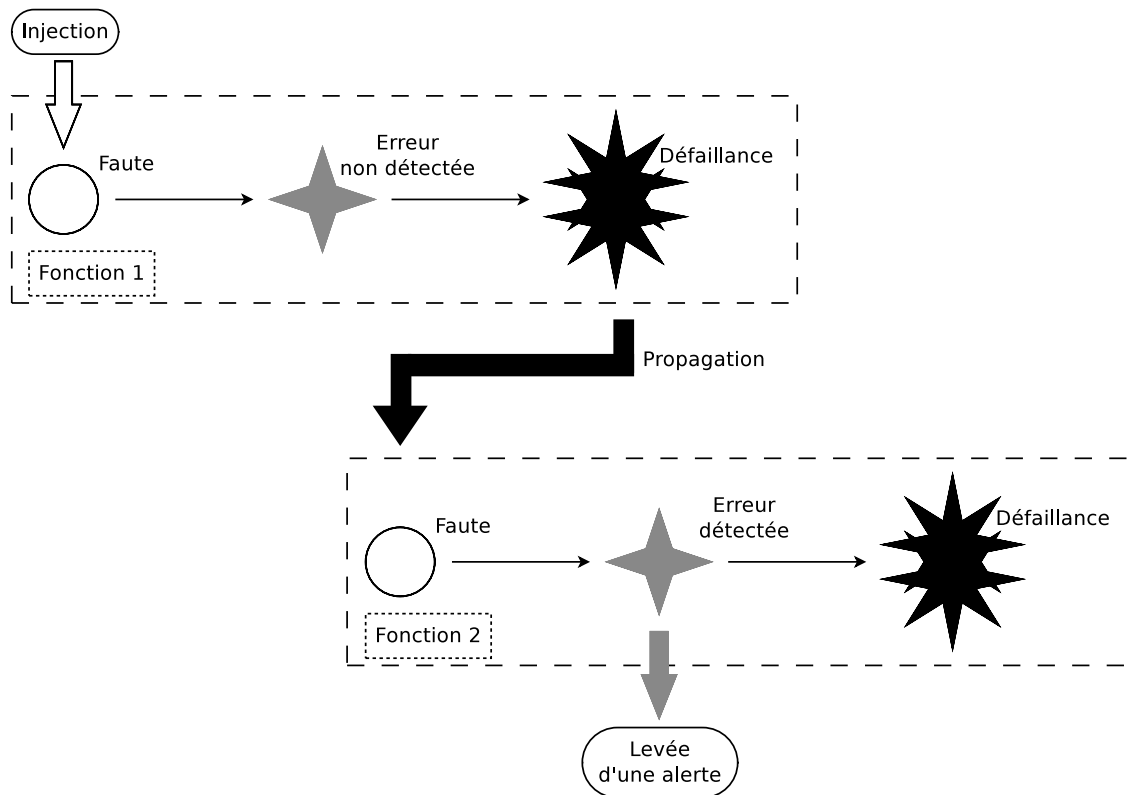 Injection
Faute
Erreur
non détectée
Défaillance
Fonction 1
Propagation
Faute
Erreur
détectée
Défaillance
Fonction 2
Levée
d'une alerte